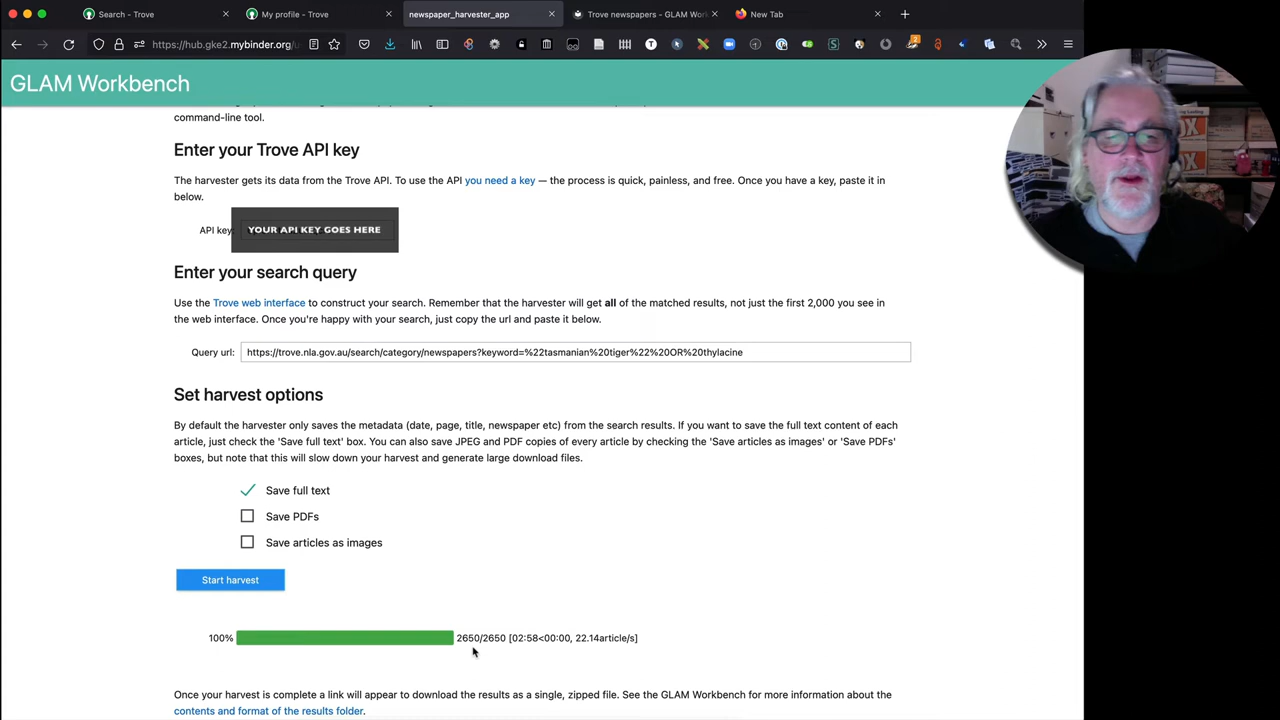 Search - Trove
My profile - Trove
newspaper_harvester_app
Trove newspapers – GLAM Work
New Tab
https://hub.gke2.mybinder.org/u
2
GLAM Workbench
command-line tool.
Enter your Trove API key
The harvester gets its data from the Trove API. To use the API you need a key — the process is quick, painless, and free. Once you have a key, paste it in
below.
API key:
YOUR API KEY GOES HERE
Enter your search query
Use the Trove web interface to construct your search. Remember that the harvester will get all of the matched results, not just the first 2,000 you see in
the web interface. Once you're happy with your search, just copy the url and paste it below.
Query url: https://trove.nla.gov.au/search/category/newspapers?keyword=%22tasmanian%20tiger%22%20OR%20thylacine
Set harvest options
By default the harvester only saves the metadata (date, page, title, newspaper etc) from the search results. If you want to save the full text content of each
article, just check the 'Save full text' box. You can also save JPEG and PDF copies of every article by checking the 'Save articles as images' or 'Save PDFs'
boxes, but note that this will slow down your harvest and generate large download files.
Save full text
Save PDFs
Save articles as images
Start harvest
100% 2650/2650 [02:58<00:00, 22.14article/s]
Once your harvest is complete a link will appear to download the results as a single, zipped file. See the GLAM Workbench for more information about the
contents and format of the results folder.